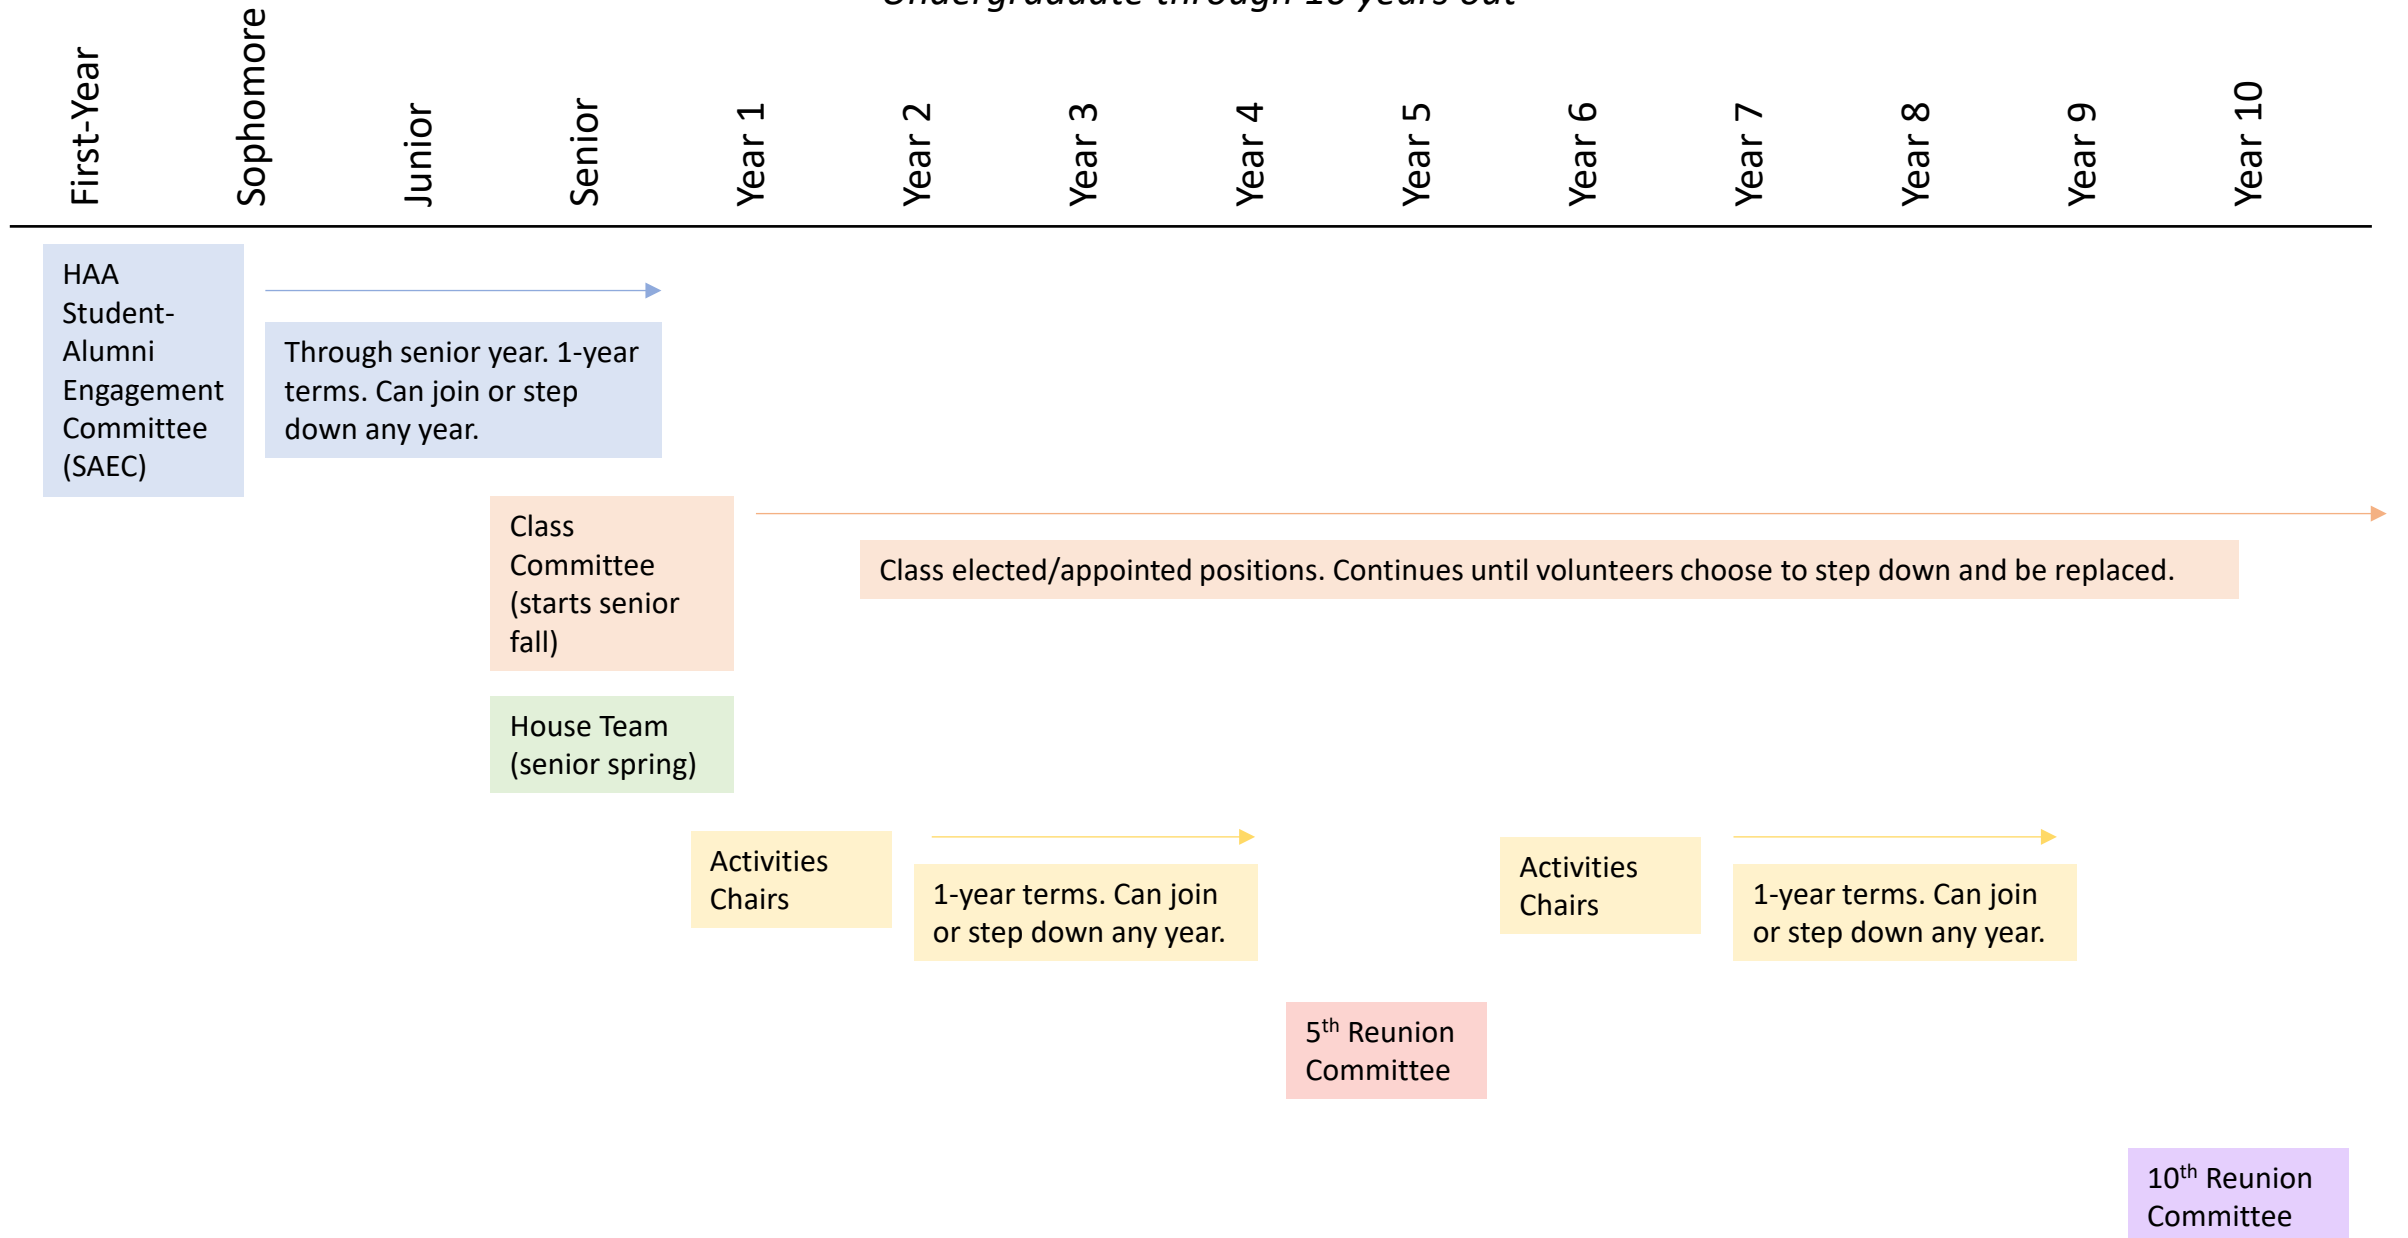 Undergraduate through 10 years out
First-Year
Sophomore
Junior
Senior
Year 1
Year 2
Year 3
Year 4
Year 5
Year 6
Year 7
Year 8
Year 9
Year 10
HAA
Student-
Alumni
Engagement
Committee
(SAEC)
Through senior year. 1-year
terms. Can join or step
down any year.
Class
Committee
(starts senior
fall)
Class elected/appointed positions. Continues until volunteers choose to step down and be replaced.
House Team
(senior spring)
Activities
Chairs
1-year terms. Can join
or step down any year.
Activities
Chairs
1-year terms. Can join
or step down any year.
5th Reunion
Committee
10th Reunion
Committee